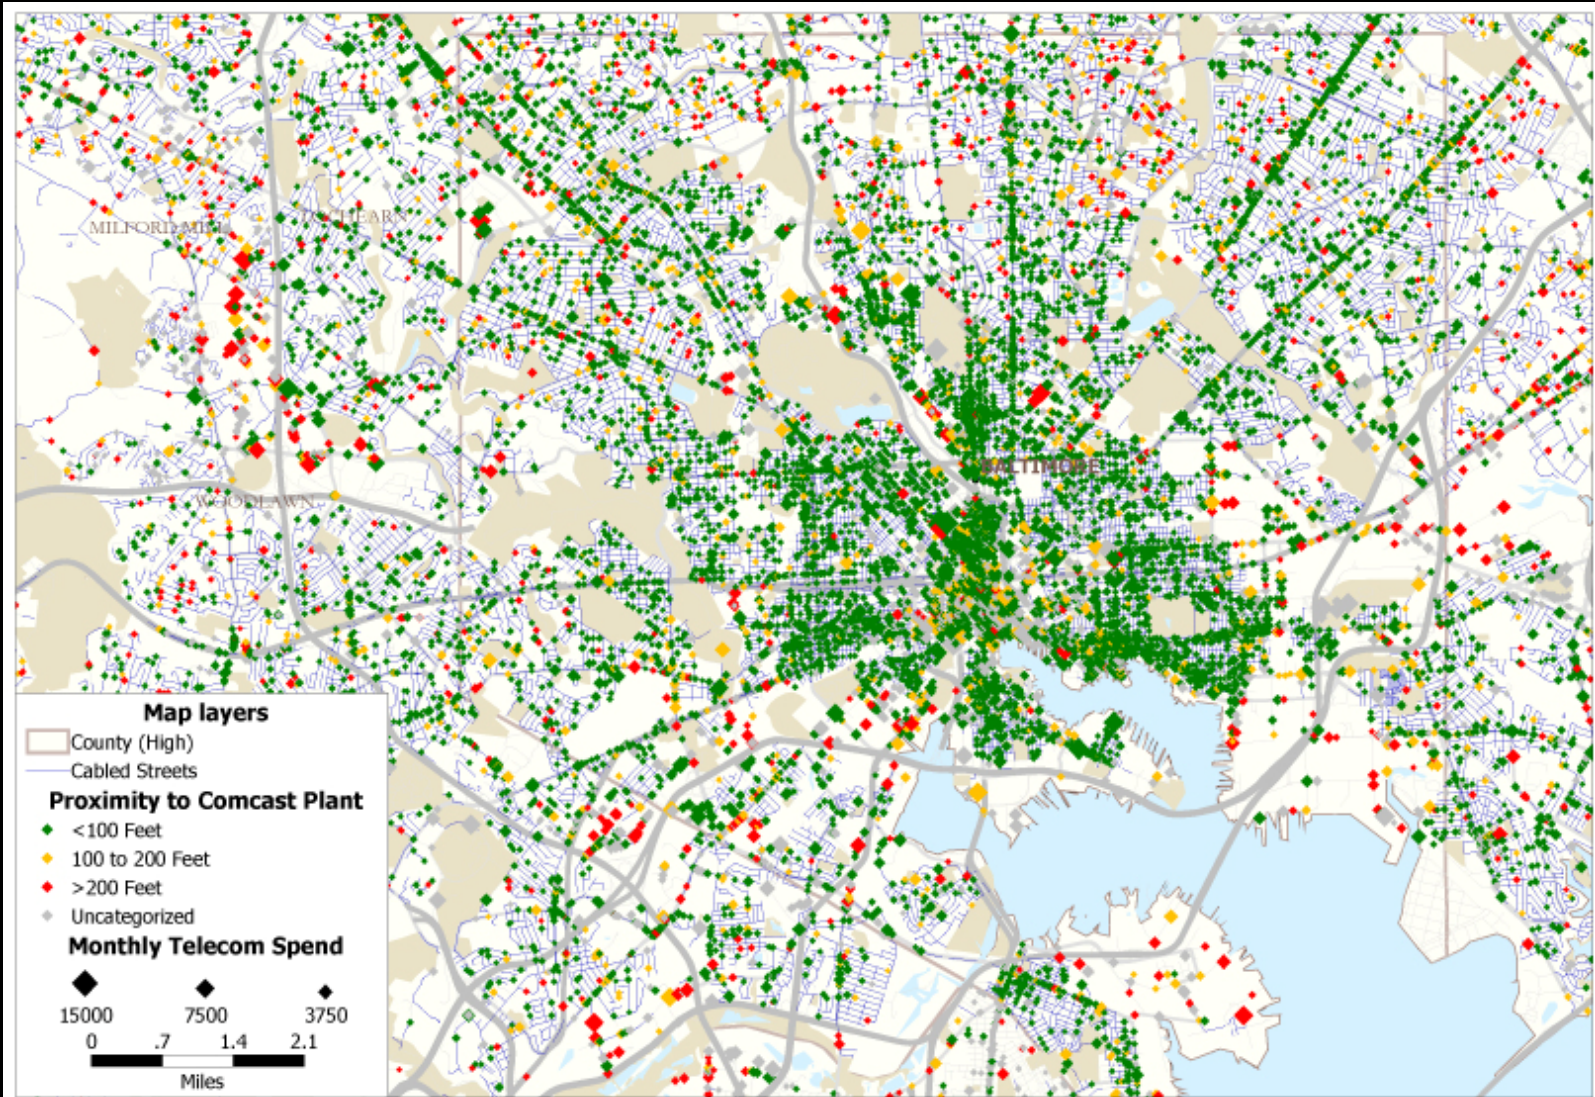 MILFORD MILL
LOCHEARN
BALTIMORE
WOODLAWN
Map layers
County (High)
Cabled Streets
Proximity to Comcast Plant
<100 Feet
100 to 200 Feet
>200 Feet
Uncategorized
Monthly Telecom Spend
15000 7500 3750
0 .7 1.4 2.1
Miles